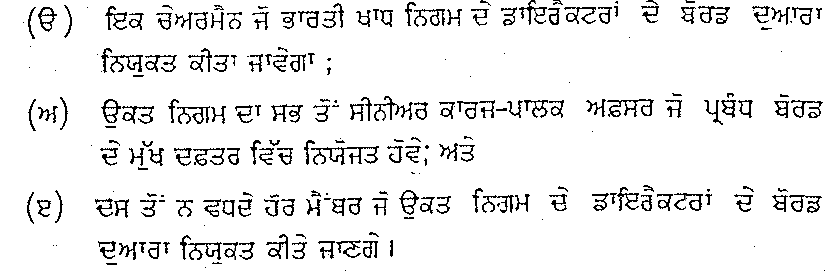 (ੳ) ਇਕ ਚੇਅਰਮੈਨ ਜੋ ਭਾਰਤੀ ਖਾਧ ਨਿਗਮ ਦੇ ਡਾਇਰੈਕਟਰਾਂ ਦੇ ਬੋਰਡ ਦੁਆਰਾ
ਨਿਯੁਕਤ ਕੀਤਾ ਜਾਵੇਗਾ ;
(ਅ) ਉਕਤ ਨਿਗਮ ਦਾ ਸਭ ਤੋਂ ਸੀਨੀਅਰ ਕਾਰਜ-ਪਾਲਕ ਅਫ਼ਸਰ ਜੋ ਪ੍ਰਬੰਧ ਬੋਰਡ
ਦੇ ਮੁੱਖ ਦਫ਼ਤਰ ਵਿੱਚ ਨਿਯੋਜਤ ਹੋਵੇ; ਅਤੇ
(ੲ) ਦਸ ਤੋਂ ਨ ਵਧਦੇ ਹੋਰ ਮੈਂਬਰ ਜੋ ਉਕਤ ਨਿਗਮ ਦੇ ਡਾਇਰੈਕਟਰਾਂ ਦੇ ਬੋਰਡ
ਦੁਆਰਾ ਨਿਯੁਕਤ ਕੀਤੇ ਜਾਣਗੇ ।